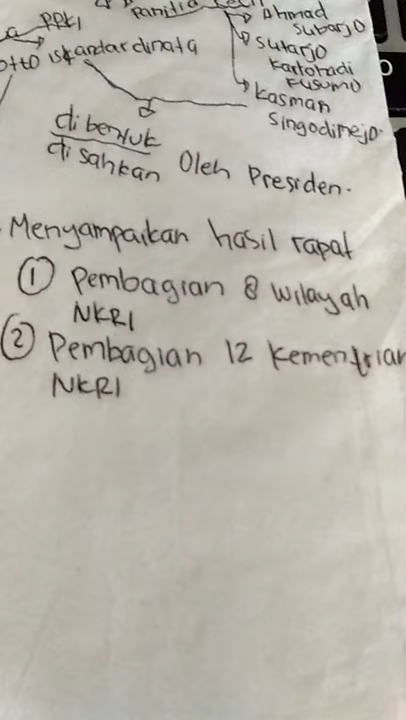 PPKI
Panitia kecil
Ahmad
Subarjo
otto iskandardinata
Sutarjo
Kartohadi
kusumo
Kasman
Singodimejo.
dibentuk
disahkan Oleh Presiden.
Menyampaikan hasil rapat
① Pembagian 8 wilayah
NKRI
② Pembagian 12 kementrian
NKRI